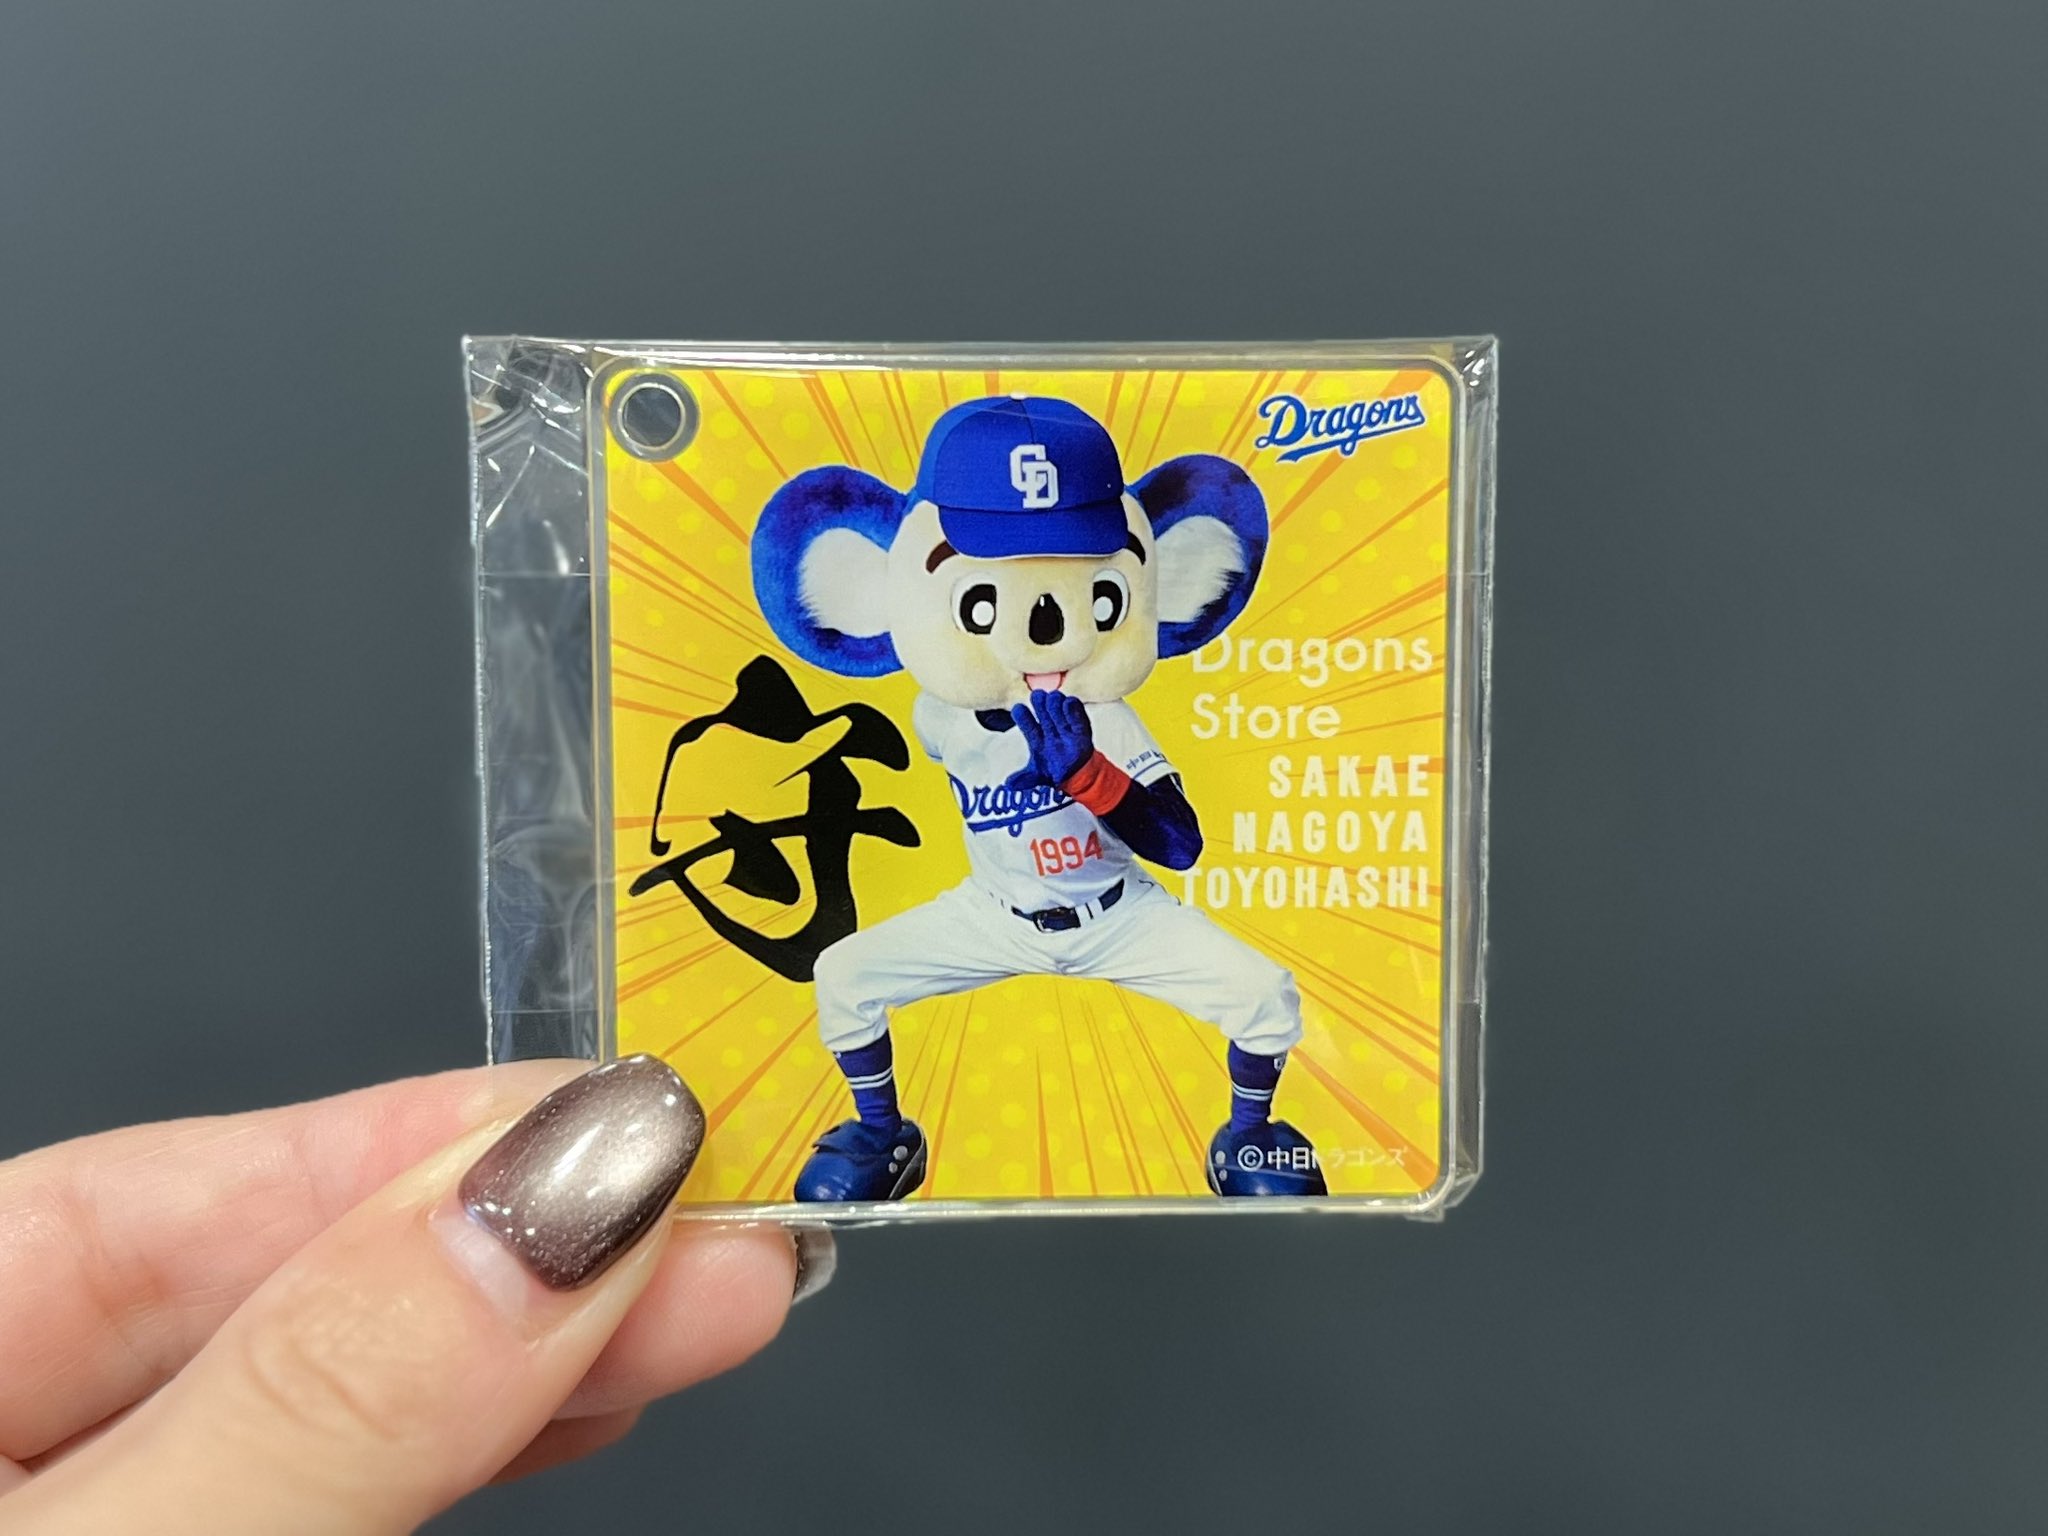 Dragons
CD
守
Dragons
Store
SAKAE
NAGOYA
TOYOHASHI
Dragons
1994
©中日ドラゴンズ